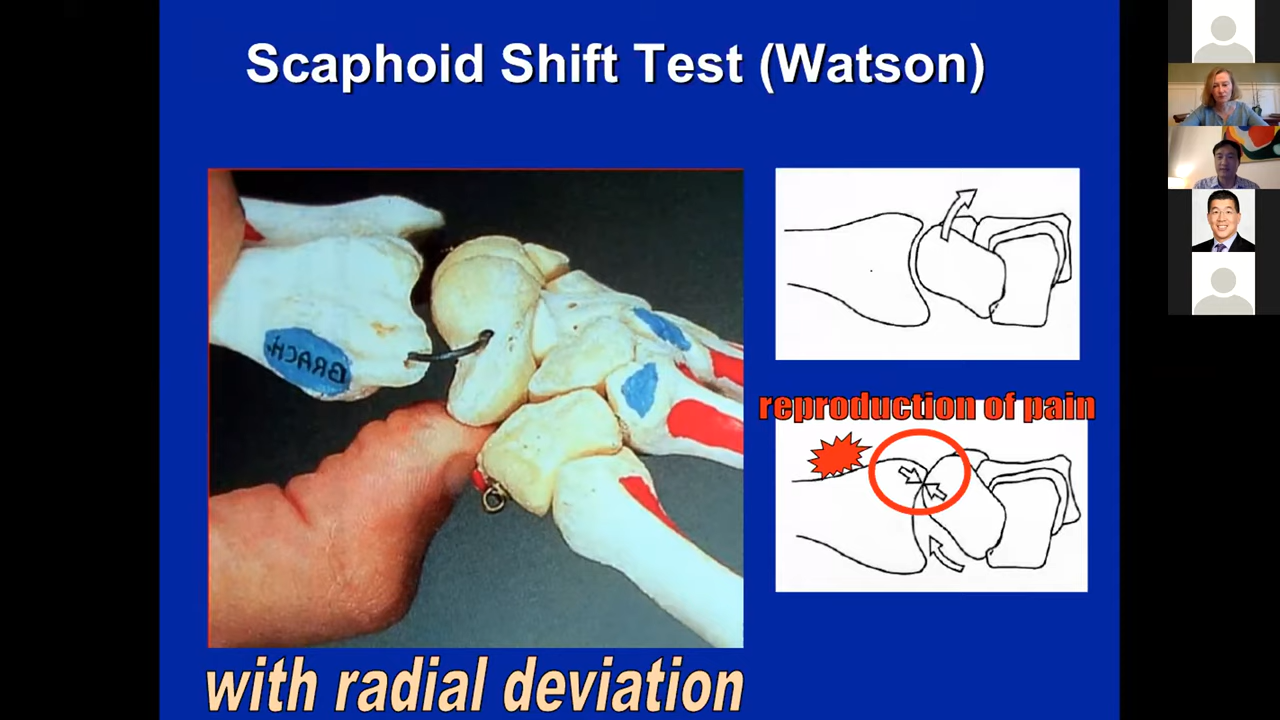 Scaphoid Shift Test (Watson)
BRACH.
reproduction of pain
with radial deviation